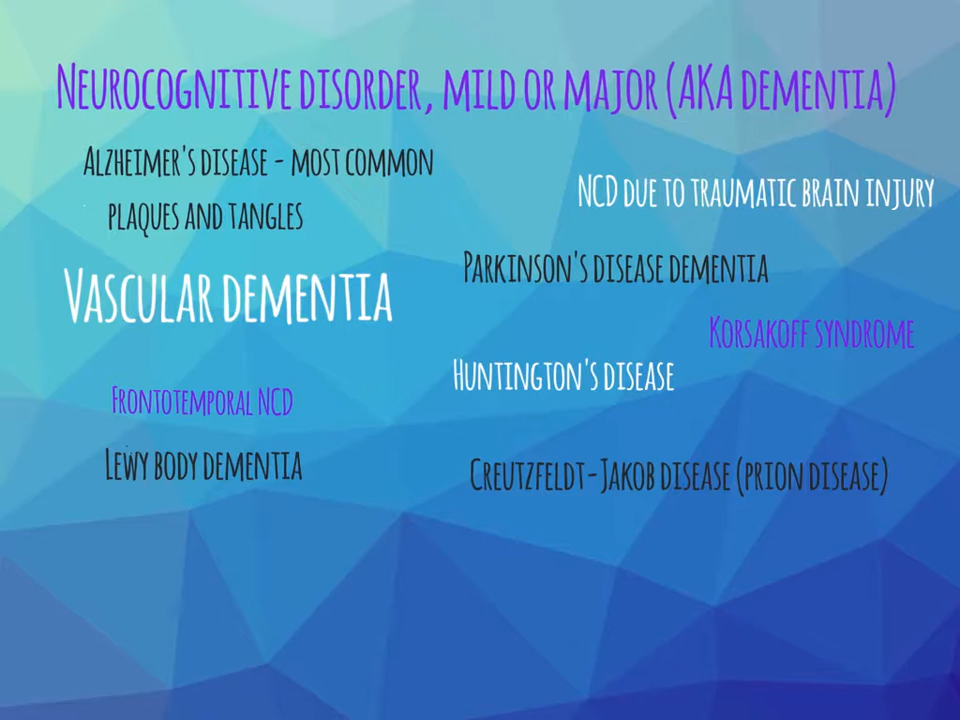 Neurocognitive disorder, mild or major (AKA dementia)
Alzheimer's disease - most common
plaques and tangles
Vascular dementia
Frontotemporal NCD
Lewy body dementia
NCD due to traumatic brain injury
Parkinson's disease dementia
Korsakoff syndrome
Huntington's disease
Creutzfeldt-Jakob disease (prion disease)